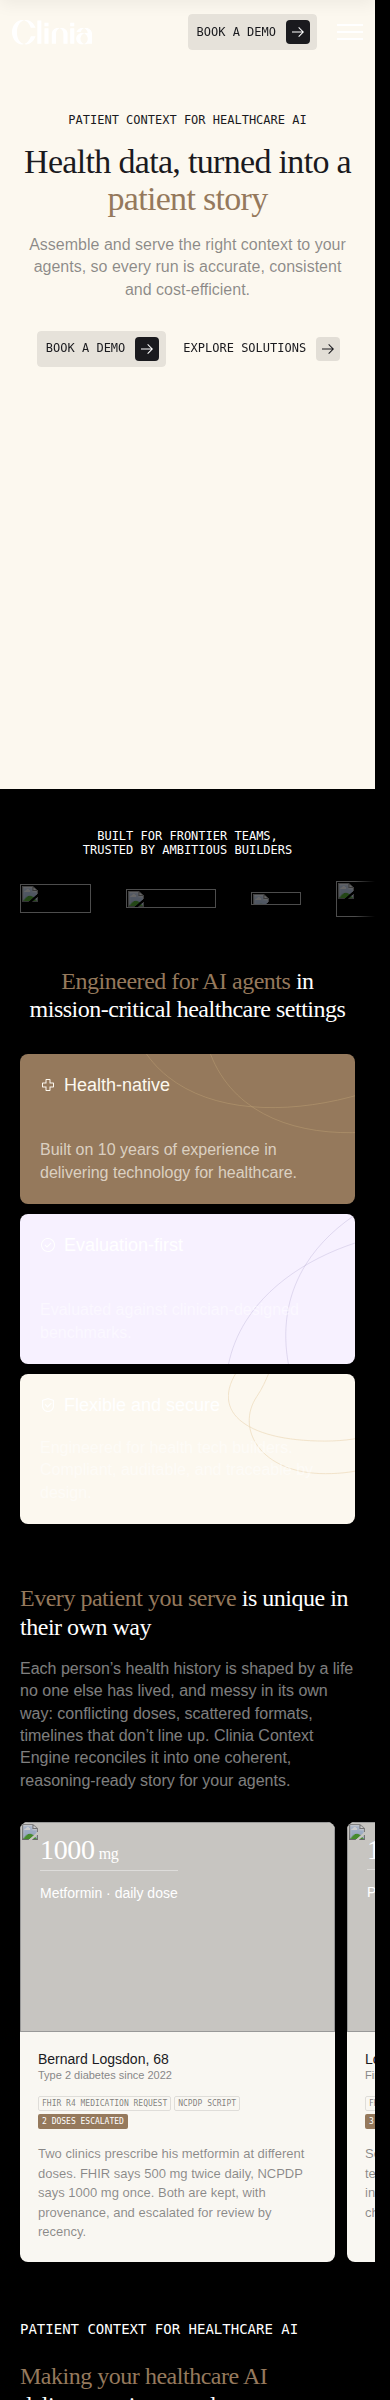 Clinia
BOOK A DEMO
PATIENT CONTEXT FOR HEALTHCARE AI
Health data, turned into a
patient story
Assemble and serve the right context to your
agents, so every run is accurate, consistent
and cost-efficient.
BOOK A DEMO
EXPLORE SOLUTIONS
BUILT FOR FRONTIER TEAMS,
TRUSTED BY AMBITIOUS BUILDERS
Engineered for AI agents in
mission-critical healthcare settings
Health-native
Built on 10 years of experience in
delivering technology for healthcare.
Evaluation-first
Evaluated against clinician-designed
benchmarks.
Flexible and secure
Every patient you serve is unique in
their own way
Each person’s health history is shaped by a life
no one else has lived, and messy in its own
way: conflicting doses, scattered formats,
timelines that don’t line up. Clinia Context
Engine reconciles it into one coherent,
reasoning-ready story for your agents.
1000 mg
Metformin · daily dose
Bernard Logsdon, 68
Type 2 diabetes since 2022
FHIR R4 MEDICATION REQUEST
NCPDP SCRIPT
2 DOSES ESCALATED
Two clinics prescribe his metformin at different
doses. FHIR says 500 mg twice daily, NCPDP
says 1000 mg once. Both are kept, with
provenance, and escalated for review by
recency.
PATIENT CONTEXT FOR HEALTHCARE AI
Making your healthcare AI